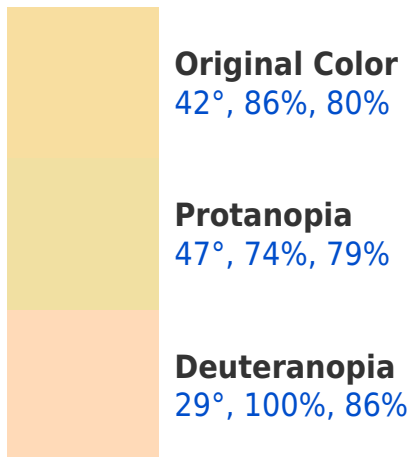 Original Color
42°, 86%, 80%
Protanopia
47°, 74%, 79%
Deuteranopia
29°, 100%, 86%